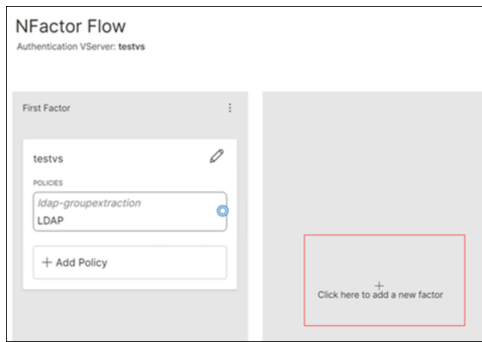 NFactor Flow
Authentication VServer: testvs
First Factor
testvs
POLICIES
ldap-groupextraction
LDAP
+ Add Policy
+
Click here to add a new factor